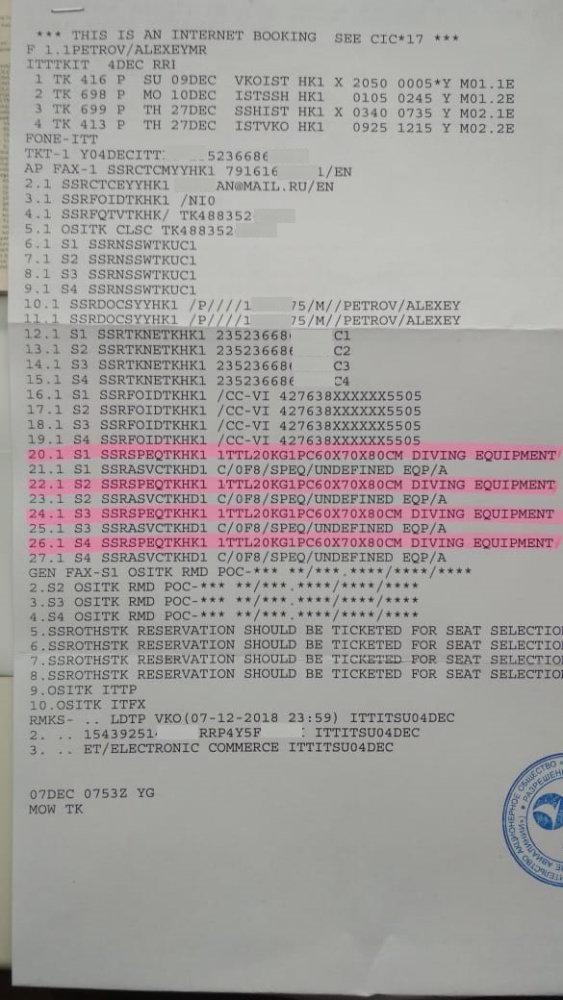 *** THIS IS AN INTERNET BOOKING SEE CIC*17 ***
F 1.1PETROV/ALEXEYMR
ITTTKIT 4DEC RRI
1 TK 416 P SU 09DEC VKOIST HK1 X 2050 0005*Y M01.1E
2 TK 698 P MO 10DEC ISTSSH HK1 0105 0245 Y M01.2E
3 TK 699 P TH 27DEC SSHIST HK1 X 0340 0735 Y M02.1E
4 TK 413 P TH 27DEC ISTVKO HK1 0925 1215 Y M02.2E
FONE-ITT
TKT-1 Y04DECITT 5236686
AP FAX-1 SSRCTCMYYHK1 791616 1/EN
2.1 SSRCTCEYYHK1 AN@MAIL.RU/EN
3.1 SSRFOIDTKHK1 /NI0
4.1 SSRFQTVTKHK/ TK488352
5.1 OSITK CLSC TK488352
6.1 S1 SSRNSSWTKUC1
7.1 S2 SSRNSSWTKUC1
8.1 S3 SSRNSSWTKUC1
9.1 S4 SSRNSSWTKUC1
10.1 SSRDOCSYYHK1 /P////1 75/M//PETROV/ALEXEY
11.1 SSRDOCSYYHK1 /P////1 75/M//PETROV/ALEXEY
12.1 S1 SSRTKNETKHK1 235236686 C1
13.1 S2 SSRTKNETKHK1 235236686 C2
14.1 S3 SSRTKNETKHK1 235236686 C3
15.1 S4 SSRTKNETKHK1 235236686 C4
16.1 S1 SSRFOIDTKHK1 /CC-VI 427638XXXXXX5505
17.1 S2 SSRFOIDTKHK1 /CC-VI 427638XXXXXX5505
18.1 S3 SSRFOIDTKHK1 /CC-VI 427638XXXXXX5505
19.1 S4 SSRFOIDTKHK1 /CC-VI 427638XXXXXX5505
20.1 S1 SSRSPEQTKHK1 1TTL20KG1PC60X70X80CM DIVING EQUIPMENT/
21.1 S1 SSRASVCTKHD1 C/0F8/SPEQ/UNDEFINED EQP/A
22.1 S2 SSRSPEQTKHK1 1TTL20KG1PC60X70X80CM DIVING EQUIPMENT
23.1 S2 SSRASVCTKHD1 C/0F8/SPEQ/UNDEFINED EQP/A
24.1 S3 SSRSPEQTKHK1 1TTL20KG1PC60X70X80CM DIVING EQUIPMENT
25.1 S3 SSRASVCTKHD1 C/0F8/SPEQ/UNDEFINED EQP/A
26.1 S4 SSRSPEQTKHK1 1TTL20KG1PC60X70X80CM DIVING EQUIPMENT/
27.1 S4 SSRASVCTKHD1 C/0F8/SPEQ/UNDEFINED EQP/A
GEN FAX-S1 OSITK RMD POC-*** **/***.****/****/****
2.S2 OSITK RMD POC-*** **/***.****/****/****
3.S3 OSITK RMD POC-*** **/***.****/****/****
4.S4 OSITK RMD POC-*** **/***.****/****/****
5.SSROTHSTK RESERVATION SHOULD BE TICKETED FOR SEAT SELECTIO
6.SSROTHSTK RESERVATION SHOULD BE TICKETED FOR SEAT SELECTIO
7.SSROTHSTK RESERVATION SHOULD BE TICKETED FOR SEAT SELECTIO
8.SSROTHSTK RESERVATION SHOULD BE TICKETED FOR SEAT SELECTIO
9.OSITK ITTP
10.OSITK ITFX
RMKS- .. LDTP VKO(07-12-2018 23:59) ITTITSU04DEC
2. .. 15439251 RRP4Y5F ITTITSU04DEC
3. .. ET/ELECTRONIC COMMERCE ITTITSU04DEC
07DEC 0753Z YG
MOW TK